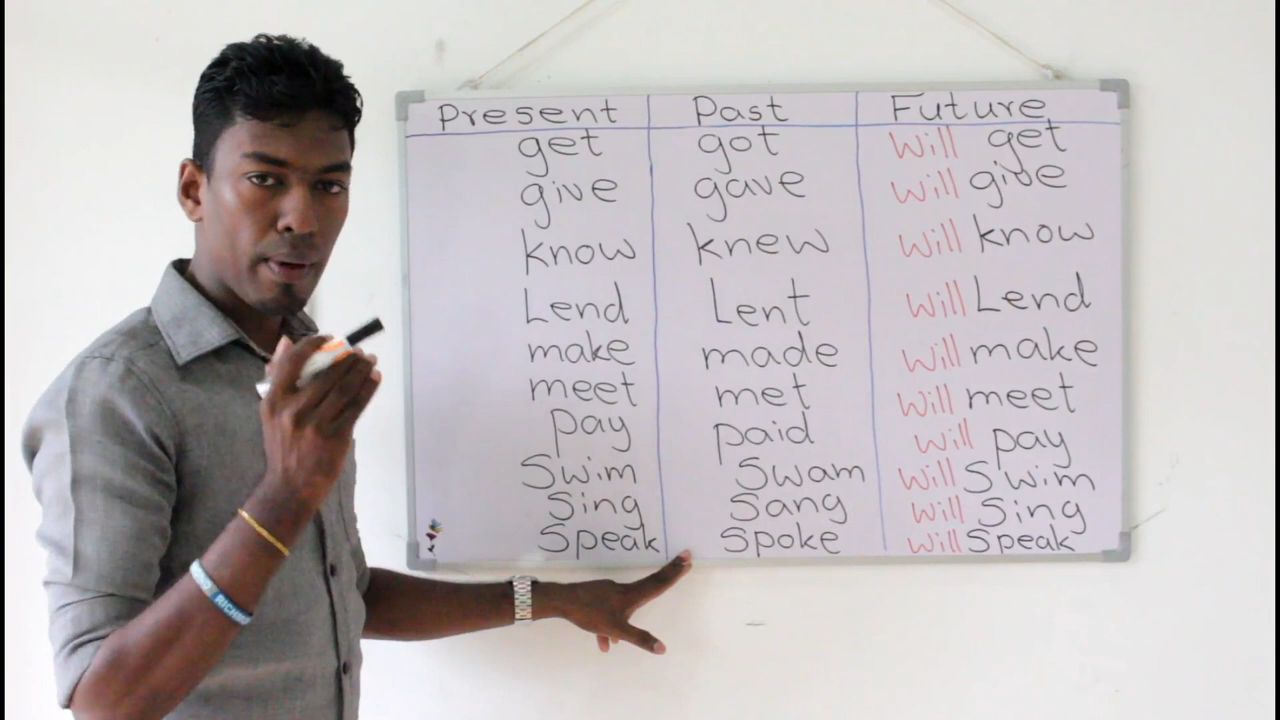 Present Past Future
get got will get
give gave will give
know knew will know
Lend Lent will Lend
make made will make
meet met will meet
pay paid will pay
Swim Swam will Swim
Sing Sang will Sing
Speak Spoke will Speak